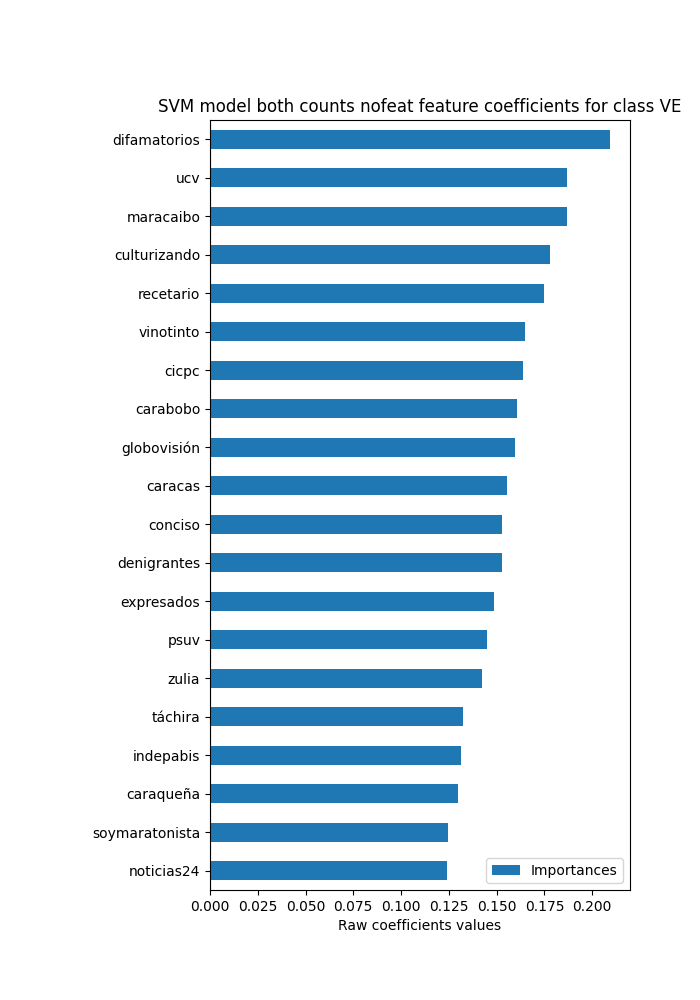 SVM model both counts nofeat feature coefficients for class VE
difamatorios
ucv
maracaibo
culturizando
recetario
vinotinto
cicpc
carabobo
globovisión
caracas
conciso
denigrantes
expresados
psuv
zulia
táchira
indepabis
caraqueña
soymaratonista
noticias24
Importances
0.000 0.025 0.050 0.075 0.100 0.125 0.150 0.175 0.200
Raw coefficients values